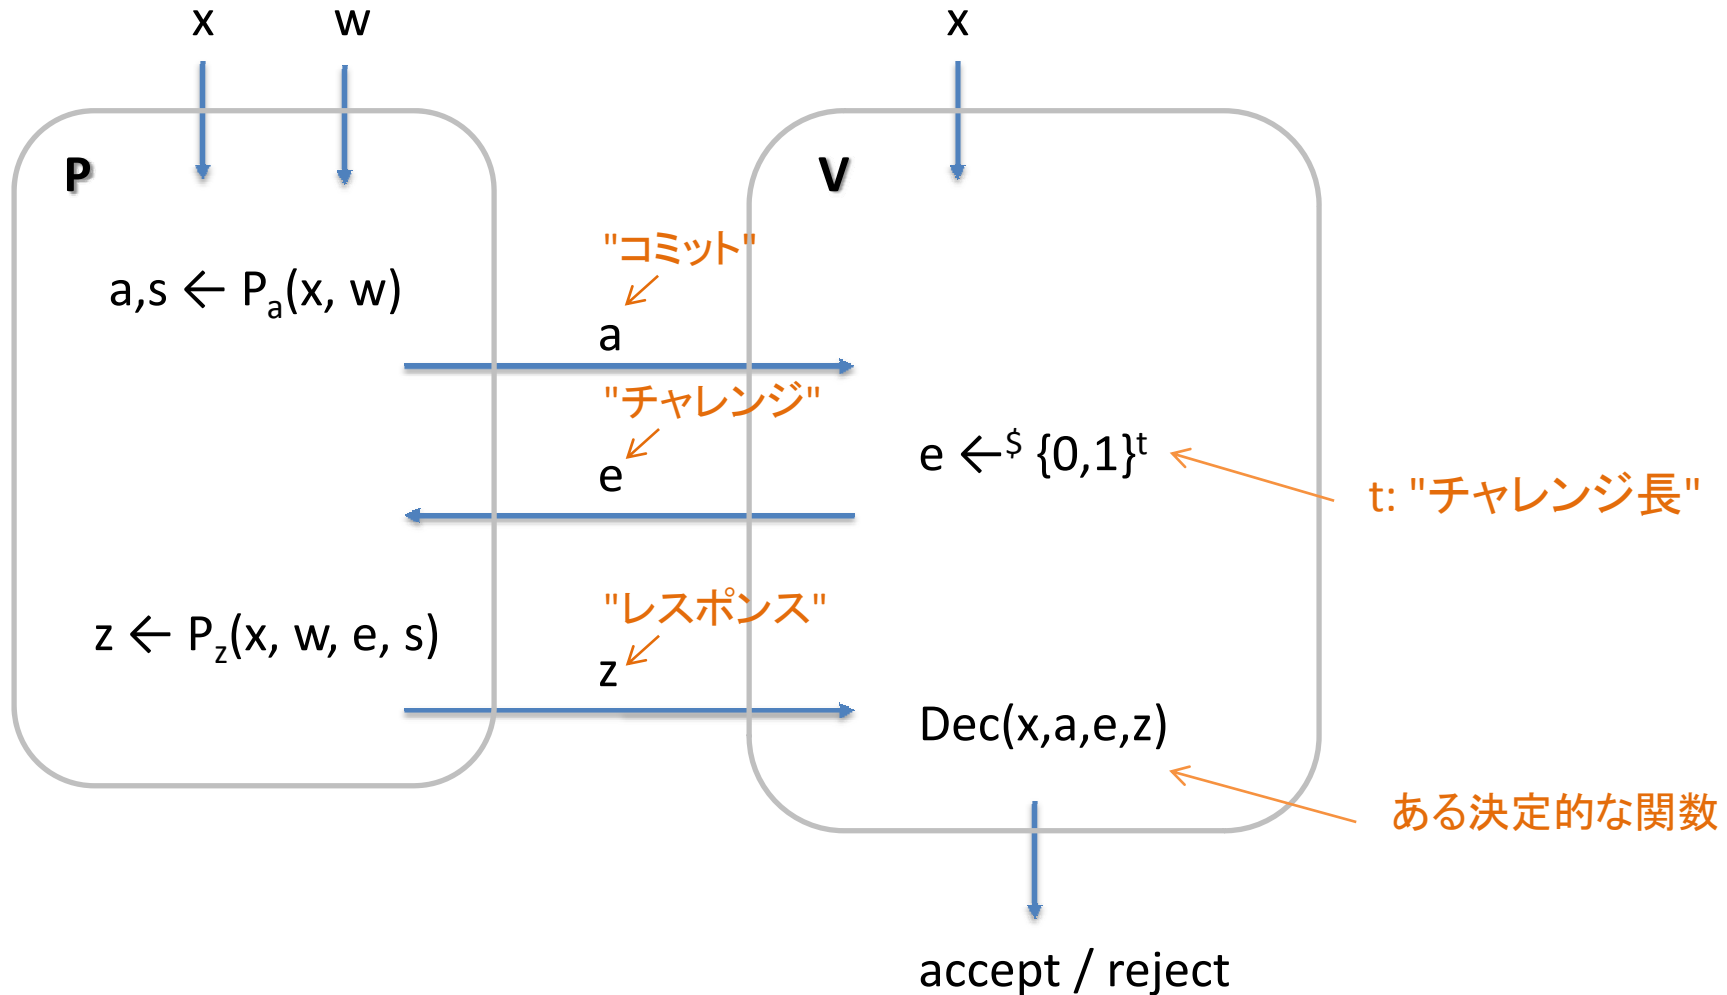 x w x
P V
"コミット"
a,s ← Pₐ(x, w)
a
"チャレンジ"
e
e ←$ {0,1}ᵗ
t: "チャレンジ長"
"レスポンス"
z ← P_z(x, w, e, s)
z
Dec(x,a,e,z)
ある決定的な関数
accept / reject